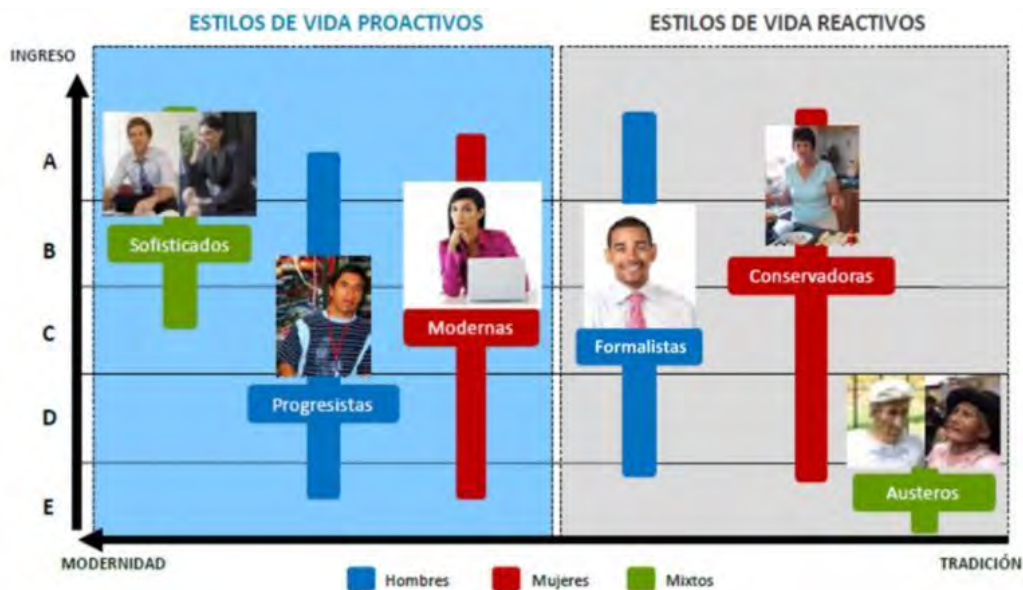 ESTILOS DE VIDA PROACTIVOS
ESTILOS DE VIDA REACTIVOS
INGRESO
A
B
C
D
E
Sofisticados
Progresistas
Modernas
Formalistas
Conservadoras
Austeros
MODERNIDAD
TRADICIÓN
Hombres
Mujeres
Mixtos